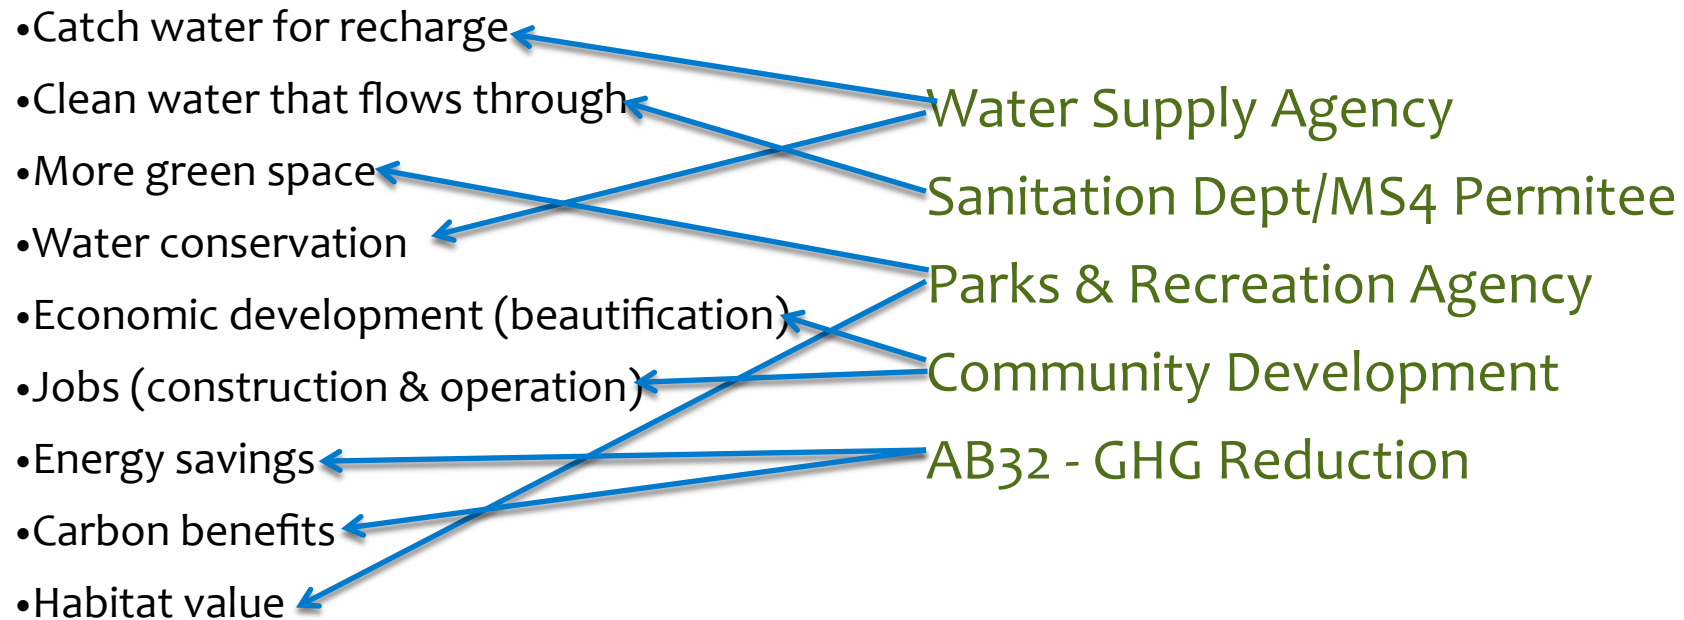 •Catch water for recharge
•Clean water that flows through
•More green space
•Water conservation
•Economic development (beautification)
•Jobs (construction & operation)
•Energy savings
•Carbon benefits
•Habitat value
Water Supply Agency
Sanitation Dept/MS4 Permitee
Parks & Recreation Agency
Community Development
AB32 - GHG Reduction